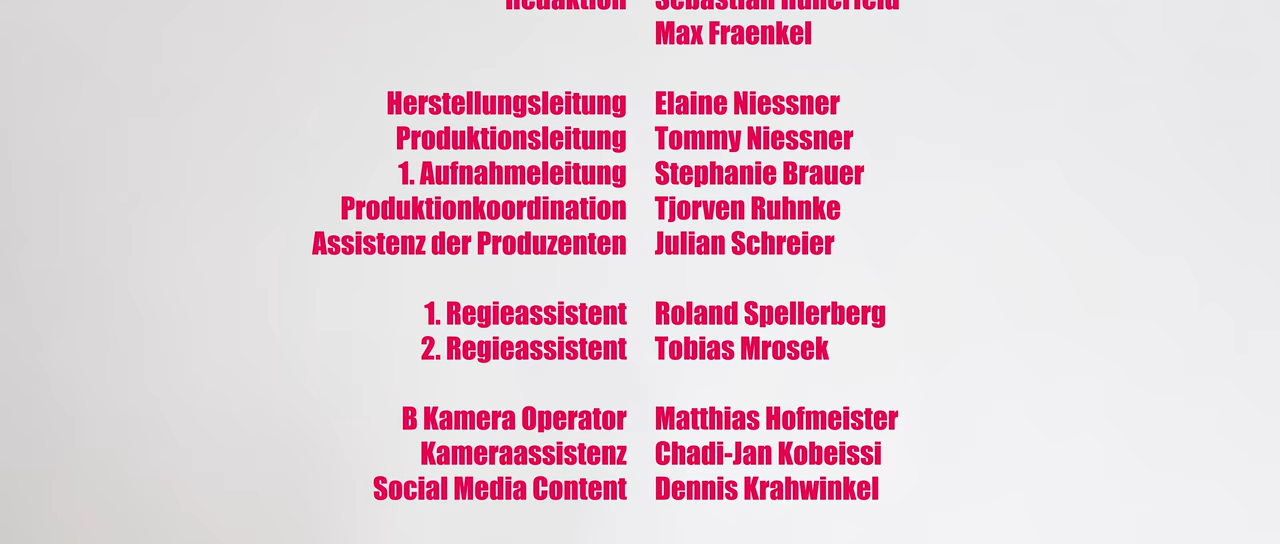 Redaktion Sebastian
Max Fraenkel
Herstellungsleitung Elaine Niessner
Produktionsleitung Tommy Niessner
1. Aufnahmeleitung Stephanie Brauer
Produktionkoordination Tjorven Ruhnke
Assistenz der Produzenten Julian Schreier
1. Regieassistent Roland Spellerberg
2. Regieassistent Tobias Mrosek
B Kamera Operator Matthias Hofmeister
Kameraassistenz Chadi-Jan Kobeissi
Social Media Content Dennis Krahwinkel